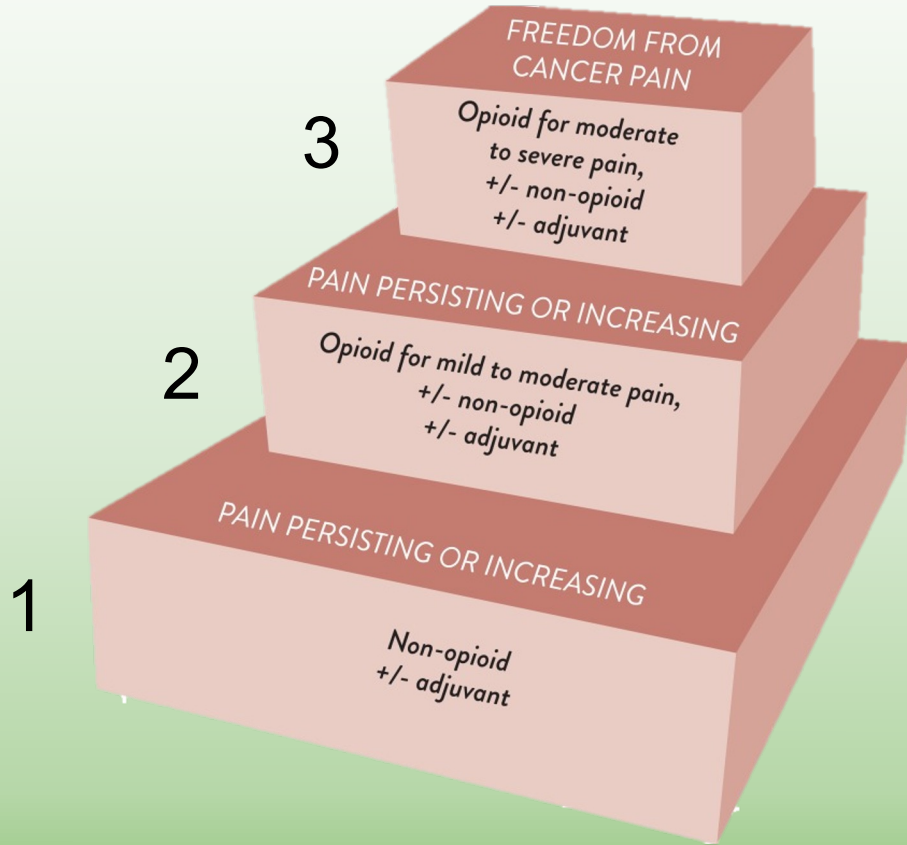 FREEDOM FROM
CANCER PAIN
3
Opioid for moderate
to severe pain,
+/- non-opioid
+/- adjuvant
PAIN PERSISTING OR INCREASING
2
Opioid for mild to moderate pain,
+/- non-opioid
+/- adjuvant
PAIN PERSISTING OR INCREASING
1
Non-opioid
+/- adjuvant